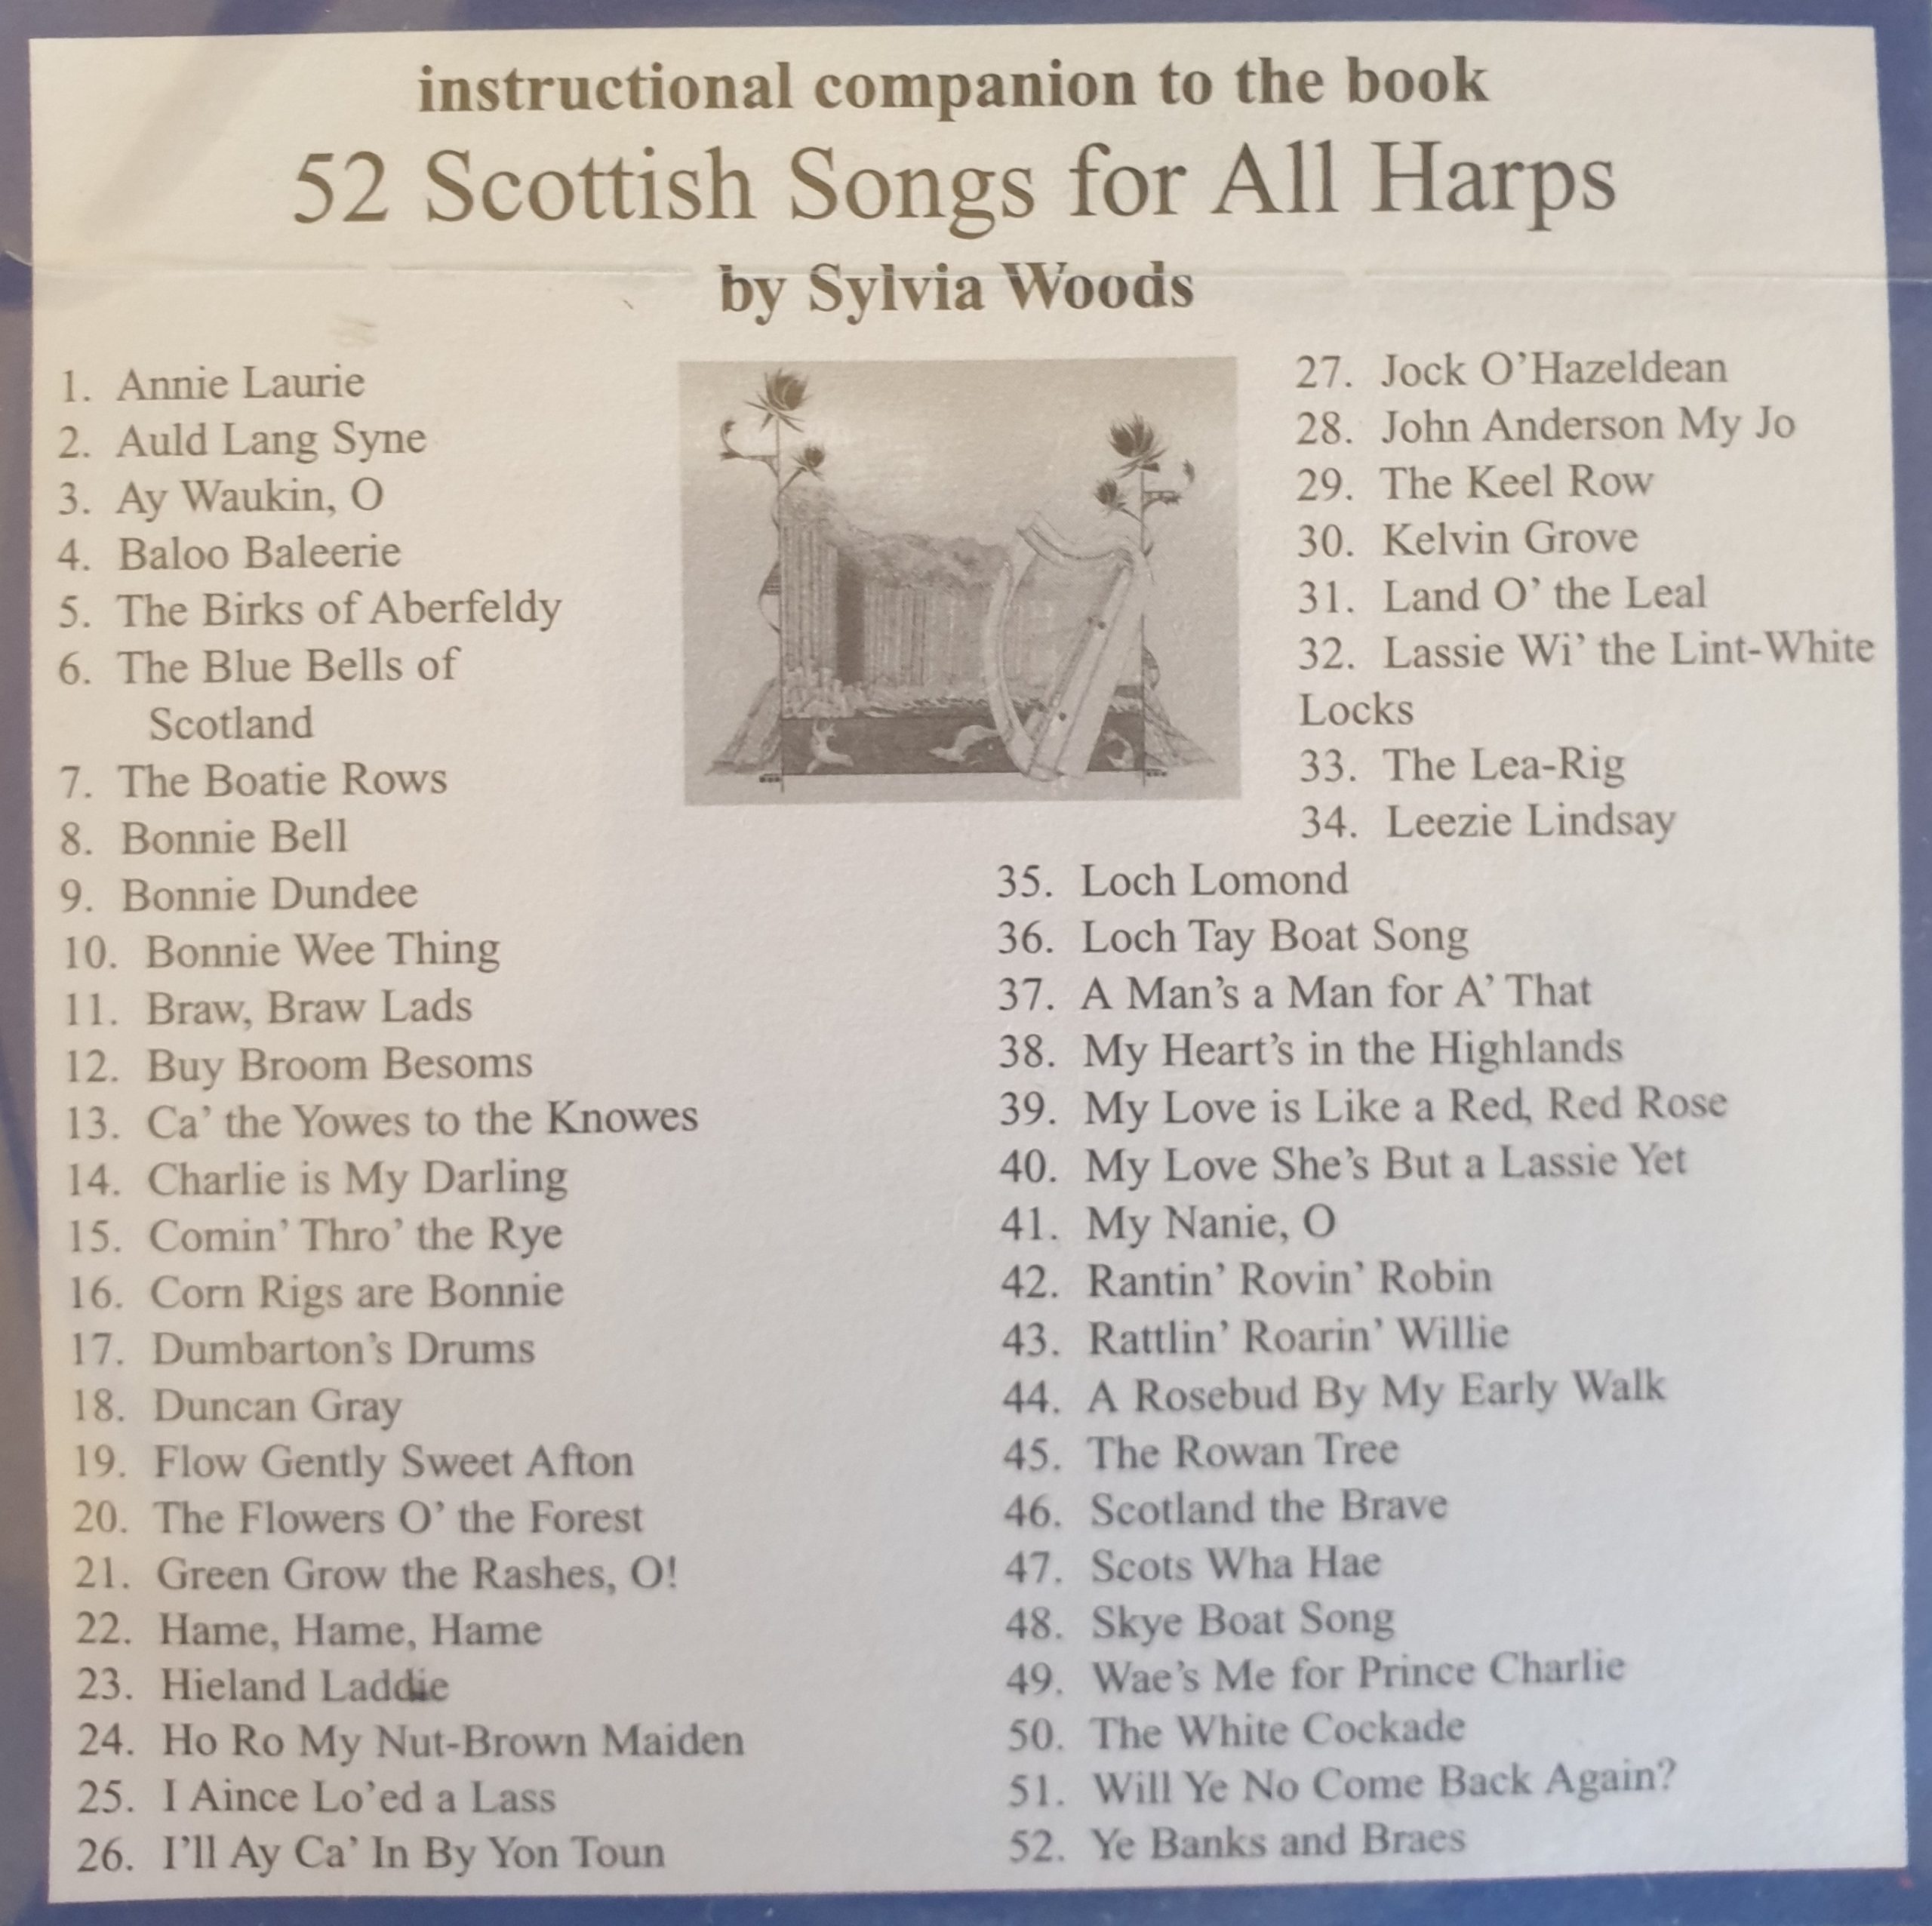 instructional companion to the book
52 Scottish Songs for All Harps
by Sylvia Woods
1. Annie Laurie
2. Auld Lang Syne
3. Ay Waukin, O
4. Baloo Baleerie
5. The Birks of Aberfeldy
6. The Blue Bells of
Scotland
7. The Boatie Rows
8. Bonnie Bell
9. Bonnie Dundee
10. Bonnie Wee Thing
11. Braw, Braw Lads
12. Buy Broom Besoms
13. Ca’ the Yowes to the Knowes
14. Charlie is My Darling
15. Comin’ Thro’ the Rye
16. Corn Rigs are Bonnie
17. Dumbarton’s Drums
18. Duncan Gray
19. Flow Gently Sweet Afton
20. The Flowers O’ the Forest
21. Green Grow the Rashes, O!
22. Hame, Hame, Hame
23. Hieland Laddie
24. Ho Ro My Nut-Brown Maiden
25. I Aince Lo’ed a Lass
26. I’ll Ay Ca’ In By Yon Toun
27. Jock O’Hazeldean
28. John Anderson My Jo
29. The Keel Row
30. Kelvin Grove
31. Land O’ the Leal
32. Lassie Wi’ the Lint-White
Locks
33. The Lea-Rig
34. Leezie Lindsay
35. Loch Lomond
36. Loch Tay Boat Song
37. A Man’s a Man for A’ That
38. My Heart’s in the Highlands
39. My Love is Like a Red, Red Rose
40. My Love She’s But a Lassie Yet
41. My Nanie, O
42. Rantin’ Rovin’ Robin
43. Rattlin’ Roarin’ Willie
44. A Rosebud By My Early Walk
45. The Rowan Tree
46. Scotland the Brave
47. Scots Wha Hae
48. Skye Boat Song
49. Wae’s Me for Prince Charlie
50. The White Cockade
51. Will Ye No Come Back Again?
52. Ye Banks and Braes